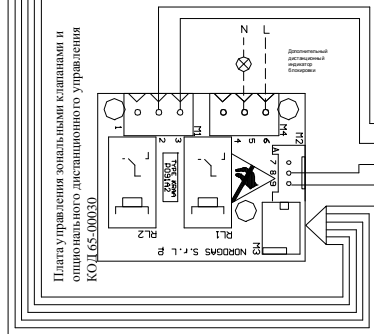 Плата управления зональными клапанами и
опционального дистанционного управления
КОД 65-00030
N L
Дополнительный
дистанционный
индикатор
блокировки
1 2 3 M1
4 5 6 M4
M2
A
7 8 9
RL2
RL1
M3
NORDGAS S.r.L